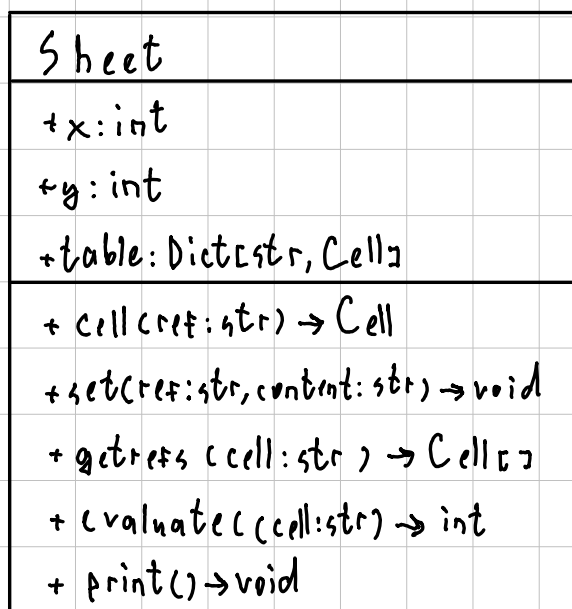 Sheet
+x:int
+y:int
+table:Dict[str,Cell]
+ cell(ref:str) → Cell
+set(ref:str,content:str) → void
+ getrefs (cell:str) → Cell[]
+ evaluate((cell:str) → int
+ print() → void